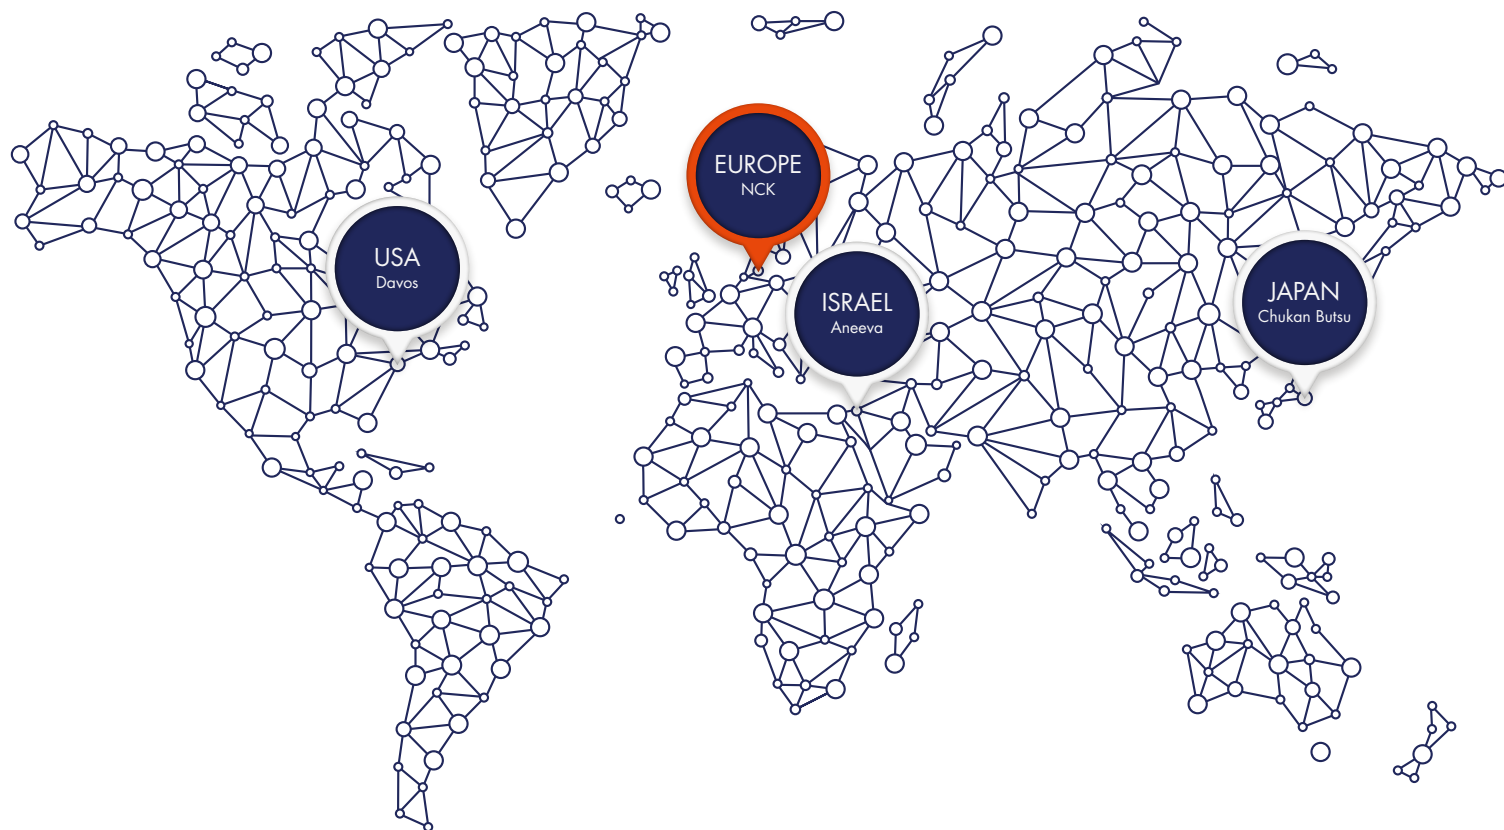 EUROPE
NCK
USA
Davos
ISRAEL
Aneeva
JAPAN
Chukan Butsu